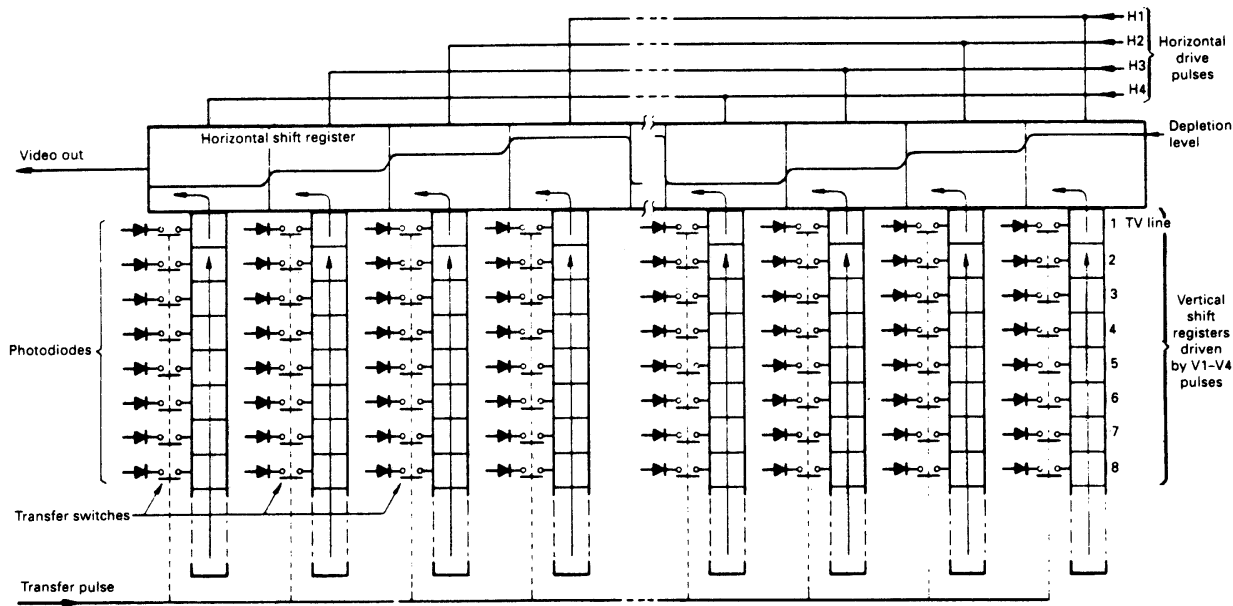 H1
H2
H3
H4
Horizontal
drive
pulses
Horizontal shift register
Depletion
level
Video out
1 TV line
2
3
4
5
6
7
8
Photodiodes
Vertical
shift
registers
driven
by V1–V4
pulses
Transfer switches
Transfer pulse